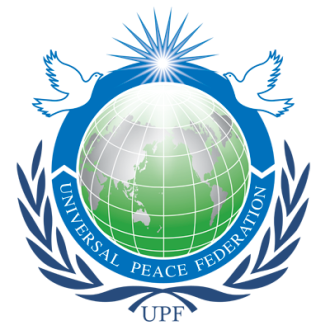 UNIVERSAL PEACE FEDERATION
UPF